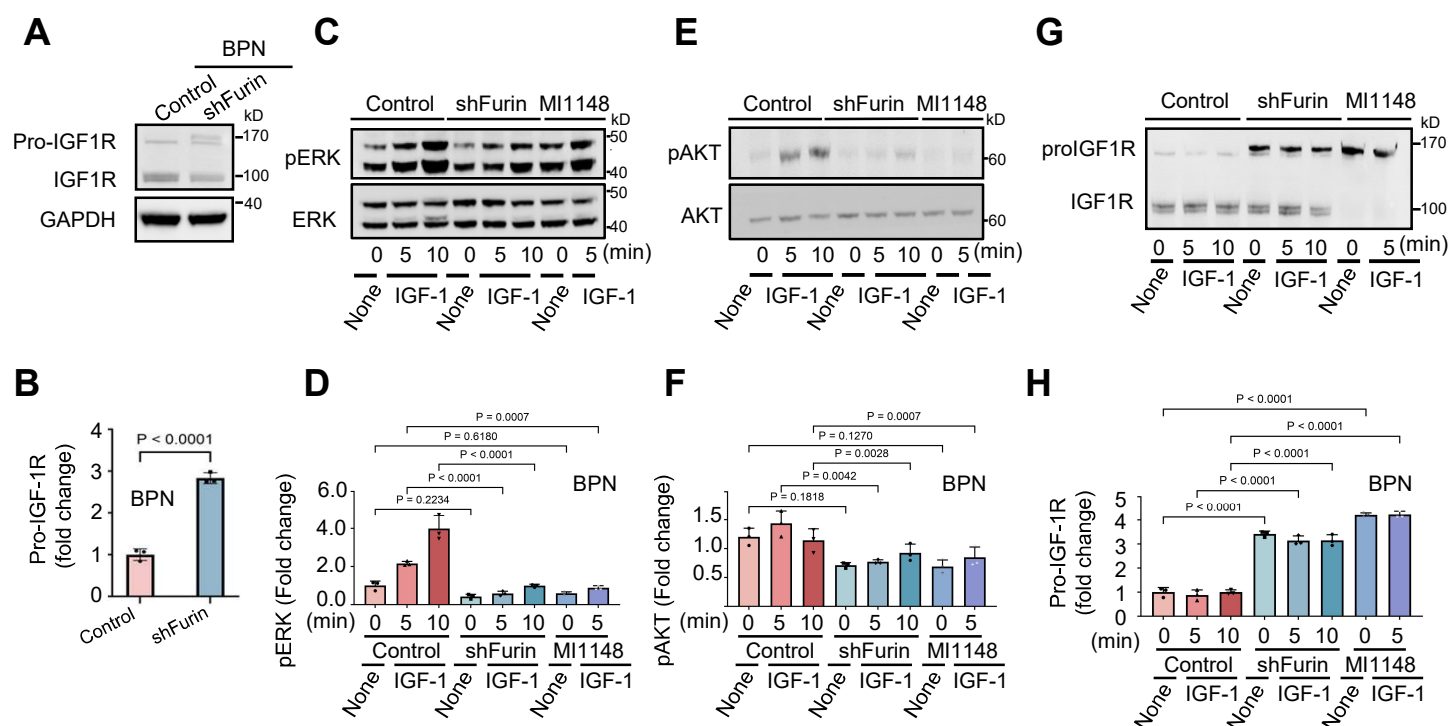 A
BPN
Control
shFurin
kD
Pro-IGF1R
170
IGF1R
100
40
GAPDH
C
Control shFurin MI1148
kD
50
pERK
40
50
ERK
40
0 5 10 0 5 10 0 5 (min)
None IGF-1 None IGF-1 None IGF-1
E
Control shFurin MI1148
kD
pAKT
60
AKT
60
0 5 10 0 5 10 0 5 (min)
None IGF-1 None IGF-1 None IGF-1
G
Control shFurin MI1148
kD
proIGF1R
170
IGF1R
100
0 5 10 0 5 10 0 5 (min)
None IGF-1 None IGF-1 None IGF-1
B
Pro-IGF-1R
(fold change)
4
3
2
1
0
P < 0.0001
BPN
Control
shFurin
D
P = 0.0007
P = 0.6180
P < 0.0001
P < 0.0001
P = 0.2234
BPN
pERK (Fold change)
6.0
4.0
2.0
0.0
(min) 0 5 10 0 5 10 0 5
Control shFurin MI1148
None IGF-1 None IGF-1 None IGF-1
F
P = 0.0007
P = 0.1270
P = 0.0028
P = 0.0042
P = 0.1818
BPN
pAKT (Fold change)
1.5
1.0
0.5
(min) 0 5 10 0 5 10 0 5
Control shFurin MI1148
None IGF-1 None IGF-1 None IGF-1
H
P < 0.0001
P < 0.0001
P < 0.0001
P < 0.0001
P < 0.0001
BPN
Pro-IGF-1R
(fold change)
5
4
3
2
1
0
(min) 0 5 10 0 5 10 0 5
Control shFurin MI1148
None IGF-1 None IGF-1 None IGF-1